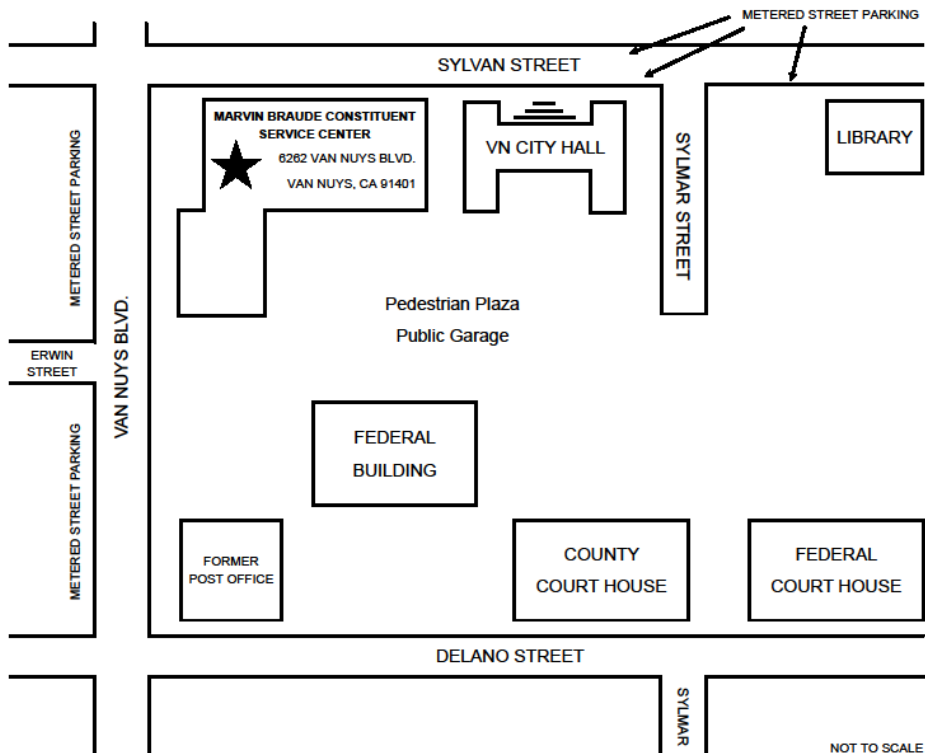 METERED STREET PARKING
SYLVAN STREET
MARVIN BRAUDE CONSTITUENT
SERVICE CENTER
6262 VAN NUYS BLVD.
VAN NUYS, CA 91401
VN CITY HALL
LIBRARY
SYLMAR STREET
METERED STREET PARKING
Pedestrian Plaza
Public Garage
ERWIN
STREET
VAN NUYS BLVD.
FEDERAL
BUILDING
METERED STREET PARKING
FORMER
POST OFFICE
COUNTY
COURT HOUSE
FEDERAL
COURT HOUSE
DELANO STREET
SYLMAR
NOT TO SCALE